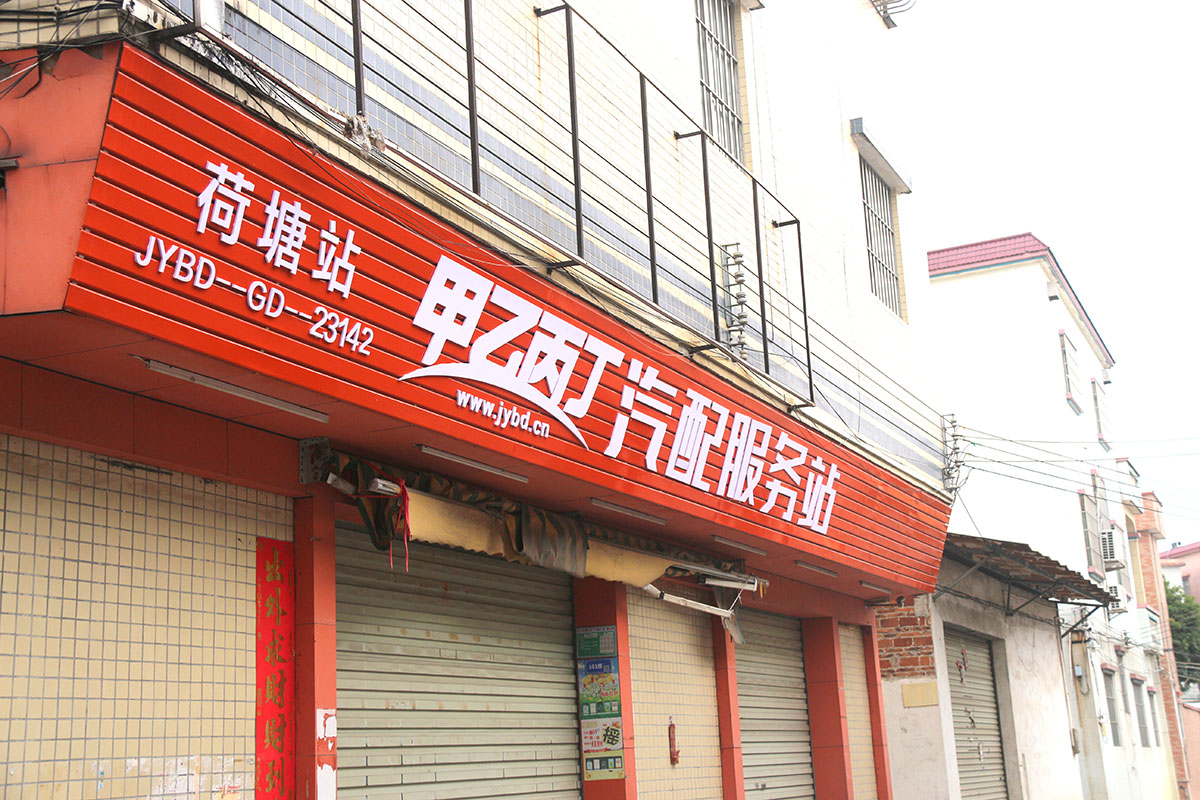 荷塘站
JYBD--GD--23142
甲乙丙丁汽配服务站
www.jybd.cn
出外求财财到
摇